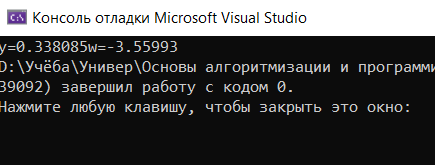 Консоль отладки Microsoft Visual Studio
y=0.338085w=-3.55993
D:\Учёба\Универ\Основы алгоритмизации и
39092) завершил работу с кодом 0.
Нажмите любую клавишу, чтобы закрыть это окно: